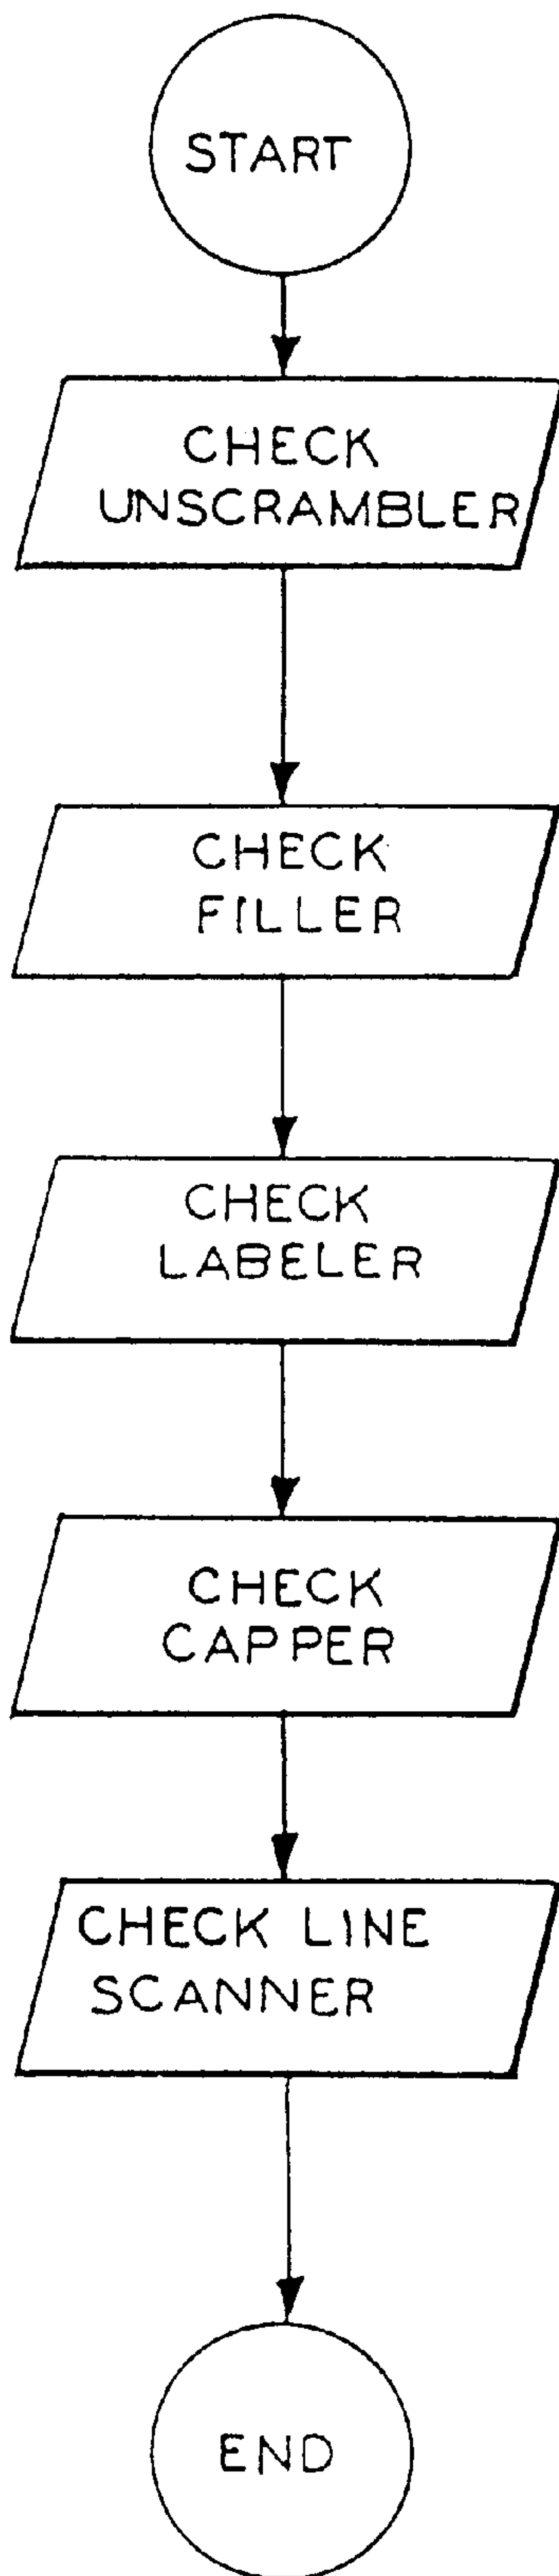 START
CHECK
UNSCRAMBLER
CHECK
FILLER
CHECK
LABELER
CHECK
CAPPER
CHECK LINE
SCANNER
END